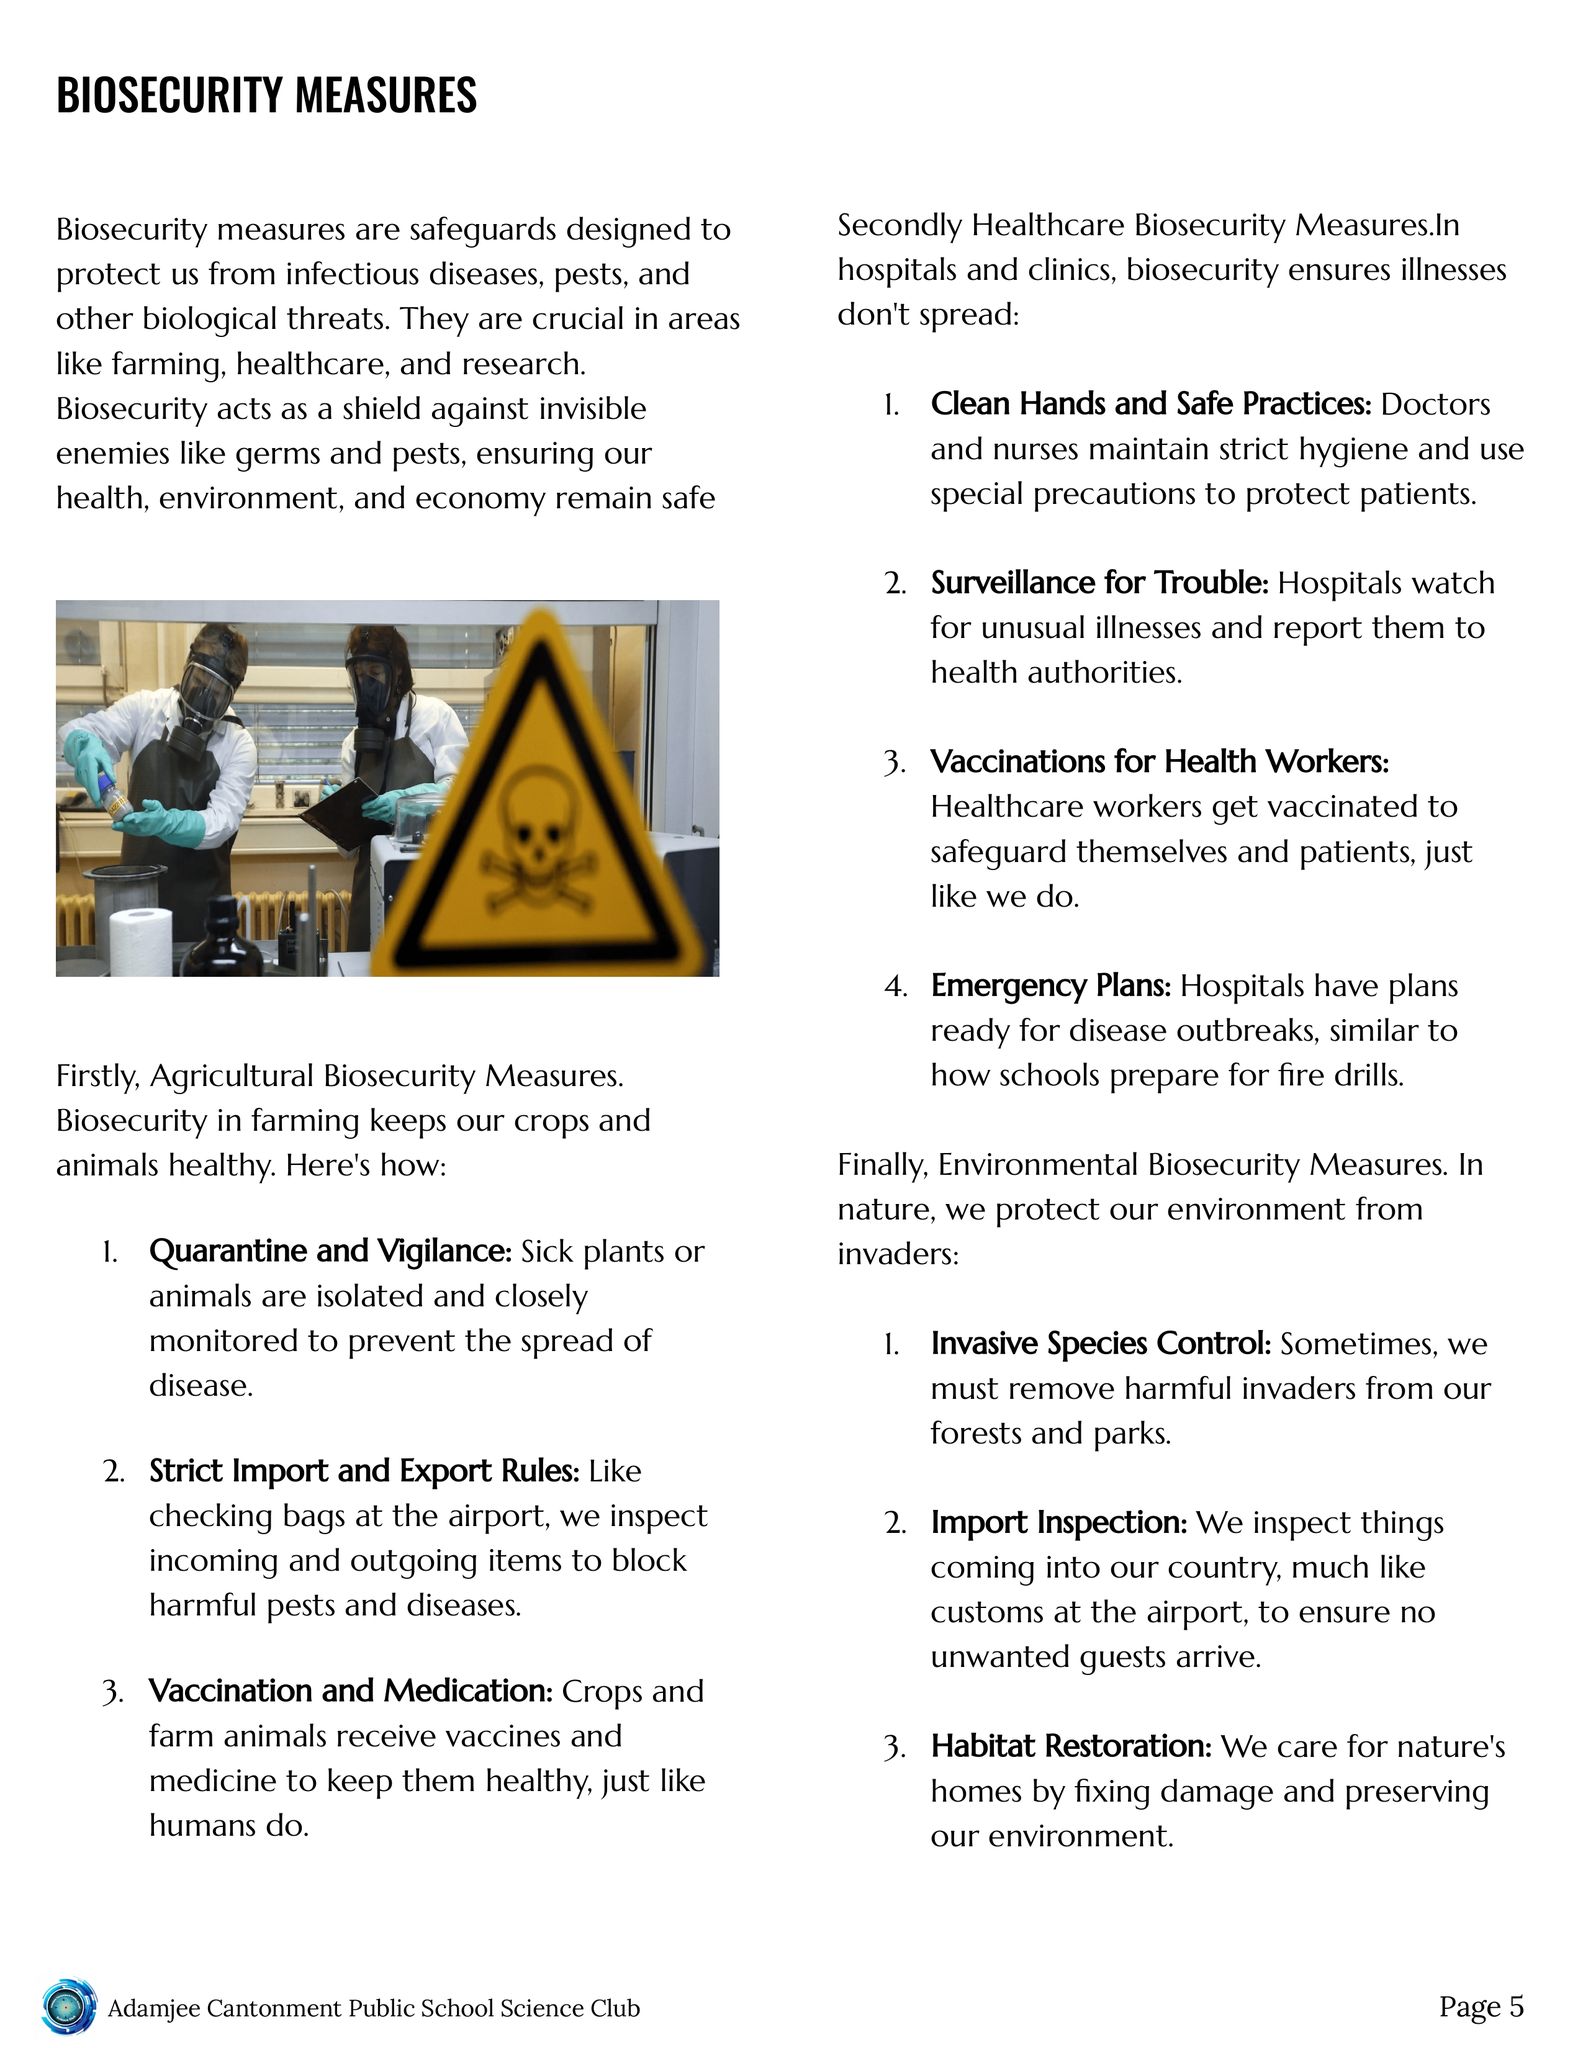 BIOSECURITY MEASURES
Biosecurity measures are safeguards designed to
protect us from infectious diseases, pests, and
other biological threats. They are crucial in areas
like farming, healthcare, and research.
Biosecurity acts as a shield against invisible
enemies like germs and pests, ensuring our
health, environment, and economy remain safe
Firstly, Agricultural Biosecurity Measures.
Biosecurity in farming keeps our crops and
animals healthy. Here's how:
1. Quarantine and Vigilance: Sick plants or
animals are isolated and closely
monitored to prevent the spread of
disease.
2. Strict Import and Export Rules: Like
checking bags at the airport, we inspect
incoming and outgoing items to block
harmful pests and diseases.
3. Vaccination and Medication: Crops and
farm animals receive vaccines and
medicine to keep them healthy, just like
humans do.
Secondly Healthcare Biosecurity Measures.In
hospitals and clinics, biosecurity ensures illnesses
don't spread:
1. Clean Hands and Safe Practices: Doctors
and nurses maintain strict hygiene and use
special precautions to protect patients.
2. Surveillance for Trouble: Hospitals watch
for unusual illnesses and report them to
health authorities.
3. Vaccinations for Health Workers:
Healthcare workers get vaccinated to
safeguard themselves and patients, just
like we do.
4. Emergency Plans: Hospitals have plans
ready for disease outbreaks, similar to
how schools prepare for fire drills.
Finally, Environmental Biosecurity Measures. In
nature, we protect our environment from
invaders:
1. Invasive Species Control: Sometimes, we
must remove harmful invaders from our
forests and parks.
2. Import Inspection: We inspect things
coming into our country, much like
customs at the airport, to ensure no
unwanted guests arrive.
3. Habitat Restoration: We care for nature's
homes by fixing damage and preserving
our environment.
Adamjee Cantonment Public School Science Club
Page 5